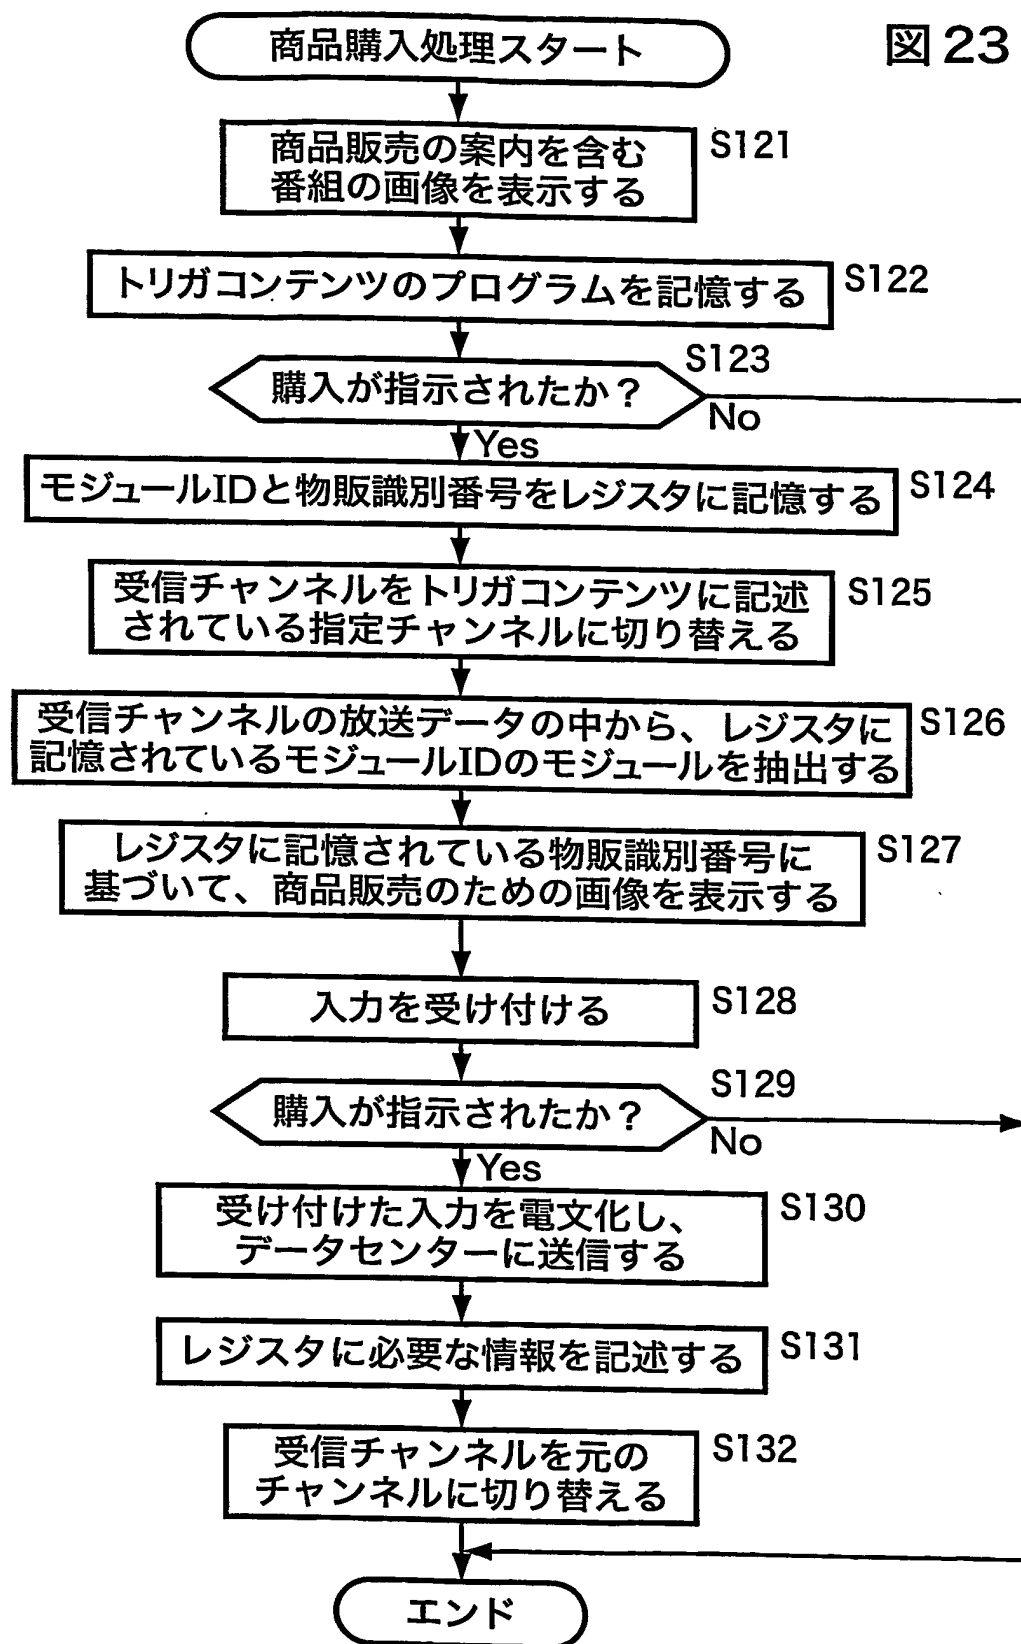 図23
商品購入処理スタート
商品販売の案内を含む
番組の画像を表示する
S121
トリガコンテンツのプログラムを記憶する
S122
購入が指示されたか?
S123
No
Yes
モジュールIDと物販識別番号をレジスタに記憶する
S124
受信チャンネルをトリガコンテンツに記述
されている指定チャンネルに切り替える
S125
受信チャンネルの放送データの中から、レジスタに
記憶されているモジュールIDのモジュールを抽出する
S126
レジスタに記憶されている物販識別番号に
基づいて、商品販売のための画像を表示する
S127
入力を受け付ける
S128
購入が指示されたか?
S129
No
Yes
受け付けた入力を電文化し、
データセンターに送信する
S130
レジスタに必要な情報を記述する
S131
受信チャンネルを元の
チャンネルに切り替える
S132
エンド